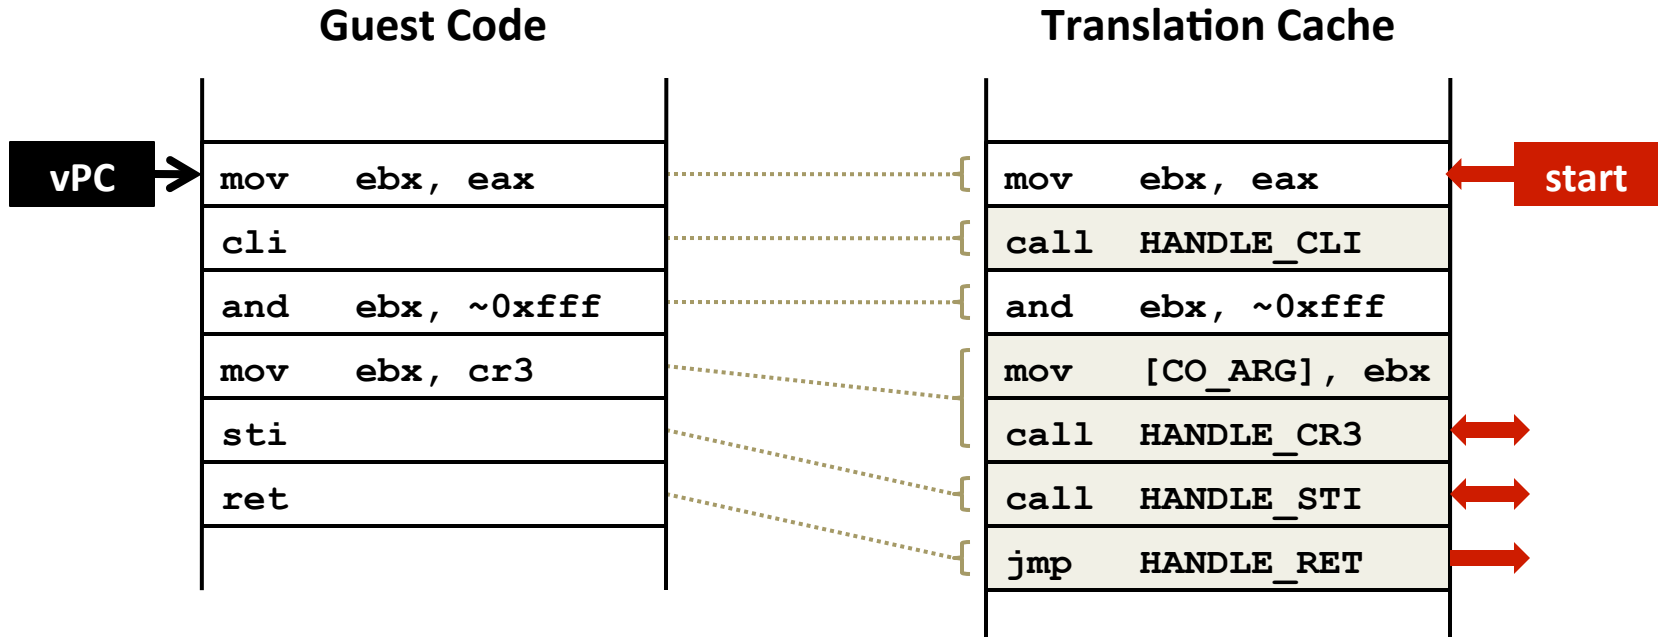 Guest Code
Translation Cache
vPC
mov ebx, eax
cli
and ebx, ~0xfff
mov ebx, cr3
sti
ret
mov ebx, eax
call HANDLE_CLI
and ebx, ~0xfff
mov [CO_ARG], ebx
call HANDLE_CR3
call HANDLE_STI
jmp HANDLE_RET
start